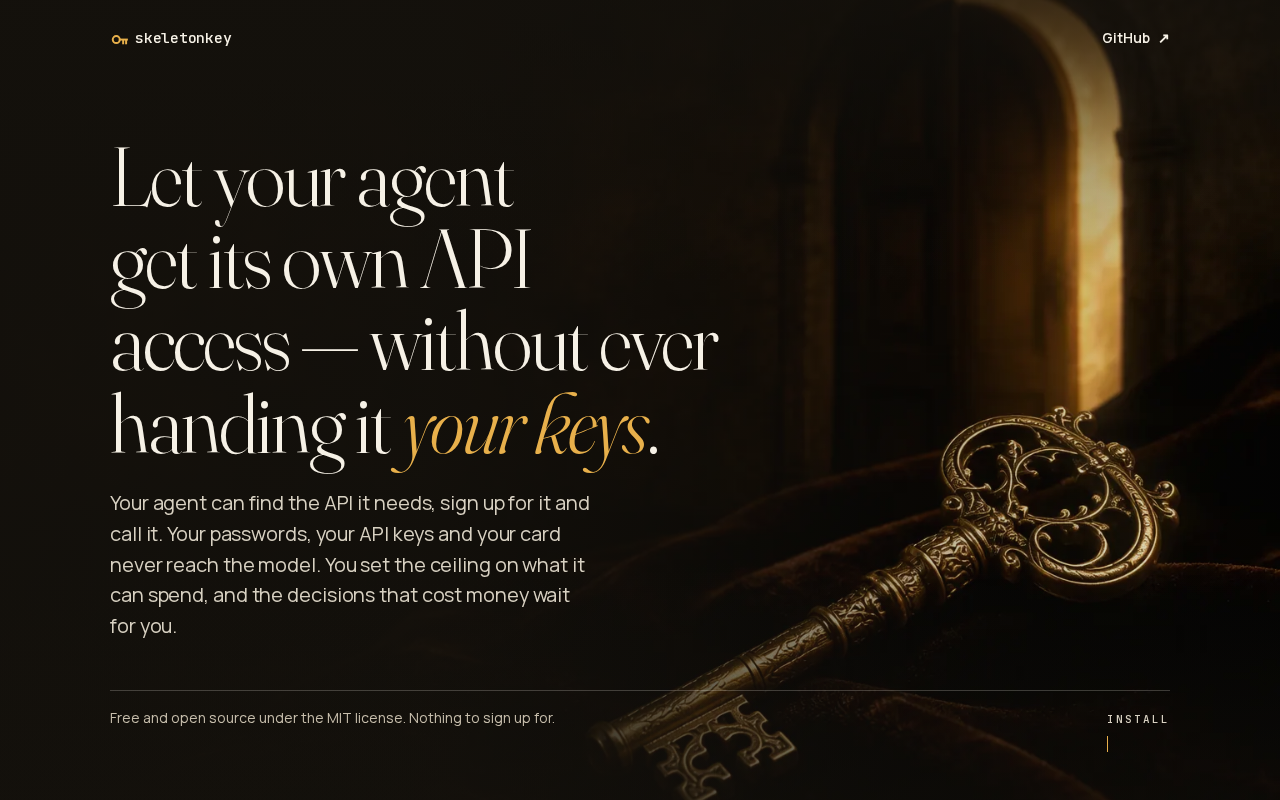 skeletonkey
GitHub ↗
Let your agent
get its own API
access — without ever
handing it your keys.
Your agent can find the API it needs, sign up for it and
call it. Your passwords, your API keys and your card
never reach the model. You set the ceiling on what it
can spend, and the decisions that cost money wait
for you.
Free and open source under the MIT license. Nothing to sign up for.
INSTALL